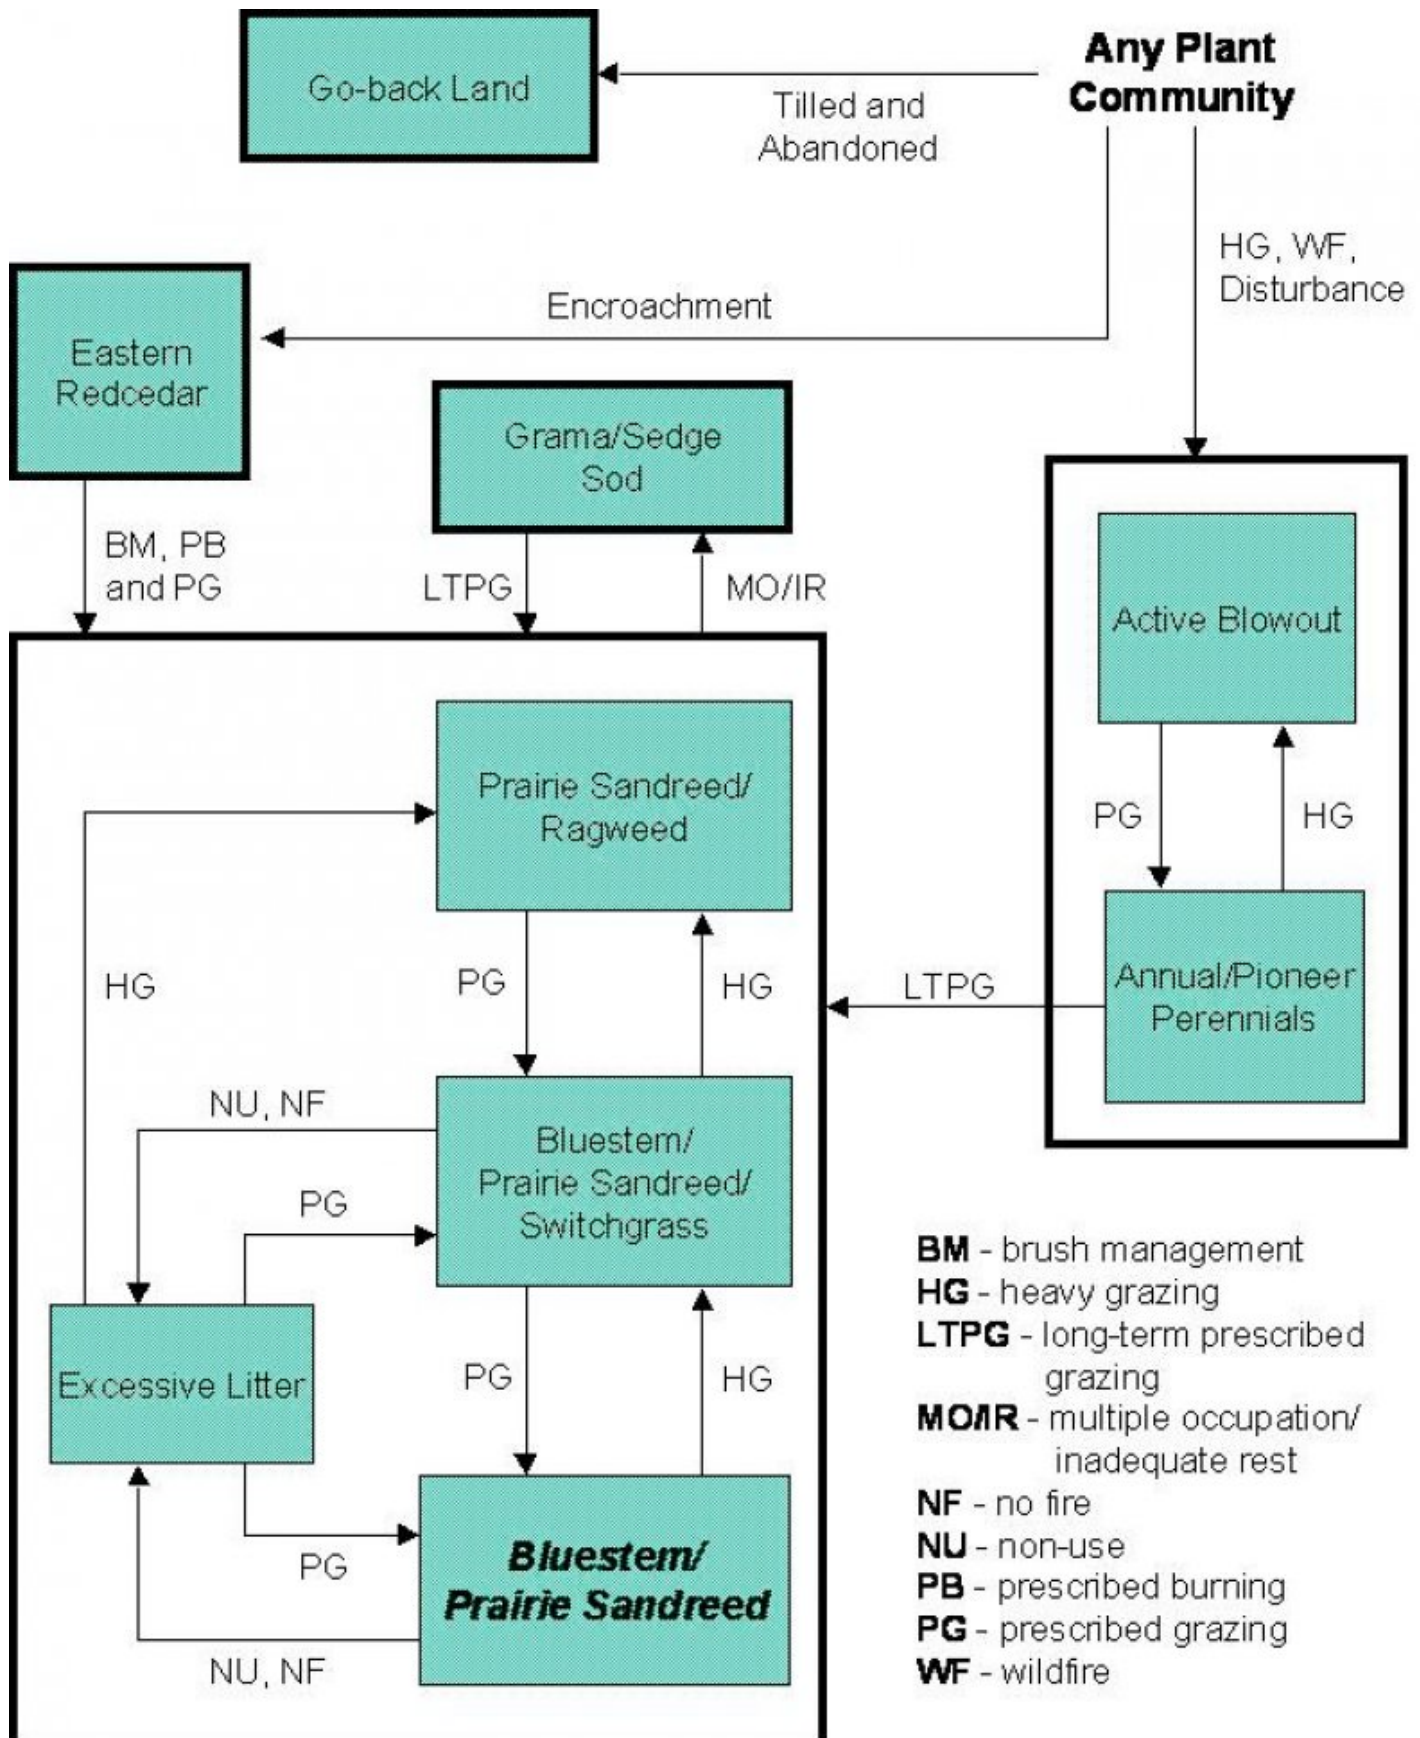 Go-back Land
Any Plant
Community
Tilled and
Abandoned
HG, WF,
Disturbance
Encroachment
Eastern
Redcedar
Grama/Sedge
Sod
BM, PB
and PG
LTPG
MO/IR
Active Blowout
Prairie Sandreed/
Ragweed
PG
HG
Annual/Pioneer
Perennials
HG
PG
HG
LTPG
NU, NF
Bluestem/
Prairie Sandreed/
Switchgrass
PG
Excessive Litter
PG
HG
PG
Bluestem/
Prairie Sandreed
NU, NF
BM - brush management
HG - heavy grazing
LTPG - long-term prescribed
grazing
MO/IR - multiple occupation/
inadequate rest
NF - no fire
NU - non-use
PB - prescribed burning
PG - prescribed grazing
WF - wildfire